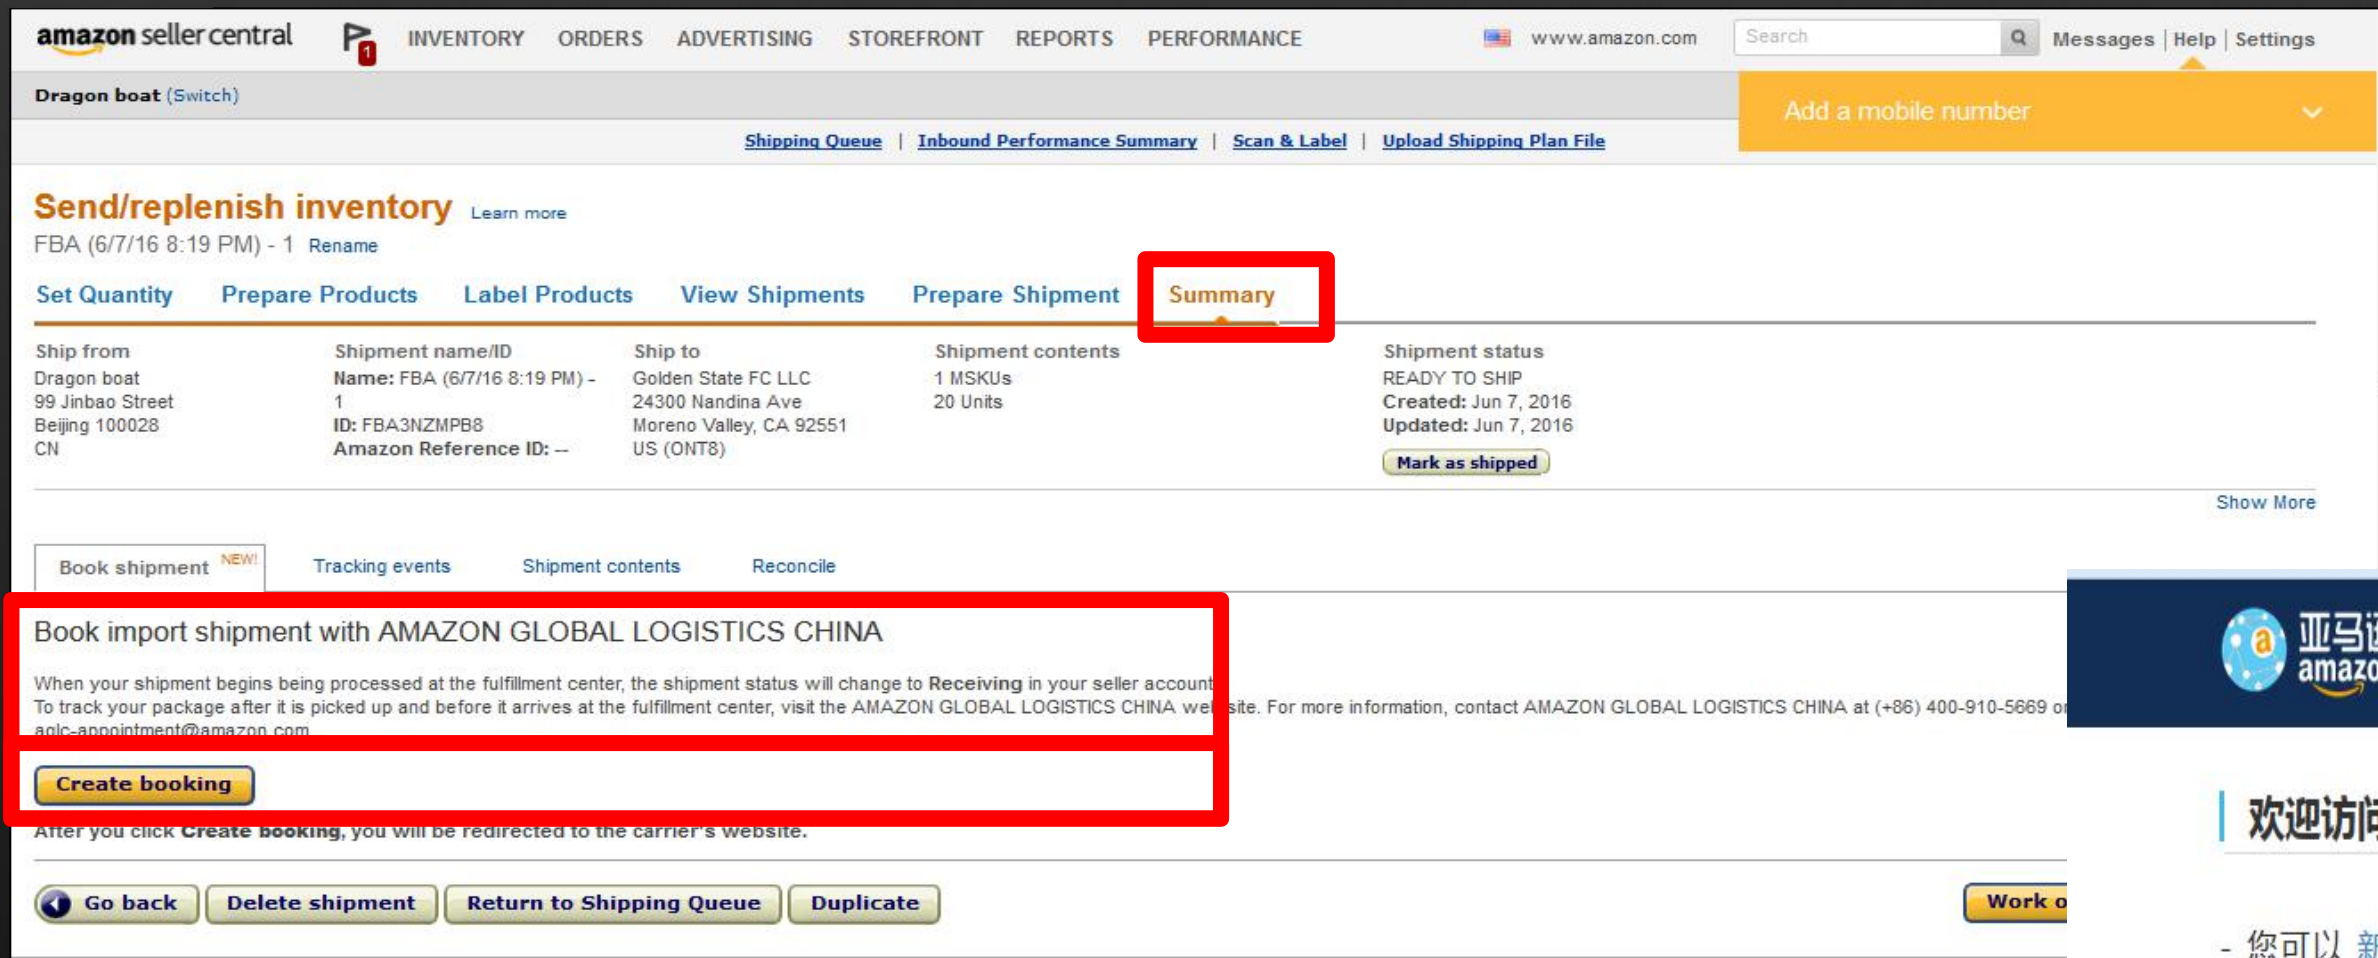 amazon seller central
1
INVENTORY ORDERS ADVERTISING STOREFRONT REPORTS PERFORMANCE
www.amazon.com
Search
Messages | Help | Settings
Dragon boat (Switch)
Add a mobile number
Shipping Queue | Inbound Performance Summary | Scan & Label | Upload Shipping Plan File
Send/replenish inventory Learn more
FBA (6/7/16 8:19 PM) - 1 Rename
Set Quantity Prepare Products Label Products View Shipments Prepare Shipment Summary
Ship from
Dragon boat
99 Jinbao Street
Beijing 100028
CN
Shipment name/ID
Name: FBA (6/7/16 8:19 PM) -
1
ID: FBA3NZMPB8
Amazon Reference ID: --
Ship to
Golden State FC LLC
24300 Nandina Ave
Moreno Valley, CA 92551
US (ONT8)
Shipment contents
1 MSKUs
20 Units
Shipment status
READY TO SHIP
Created: Jun 7, 2016
Updated: Jun 7, 2016
Mark as shipped
Show More
Book shipment NEW! Tracking events Shipment contents Reconcile
Book import shipment with AMAZON GLOBAL LOGISTICS CHINA
When your shipment begins being processed at the fulfillment center, the shipment status will change to Receiving in your seller account
To track your package after it is picked up and before it arrives at the fulfillment center, visit the AMAZON GLOBAL LOGISTICS CHINA website. For more information, contact AMAZON GLOBAL LOGISTICS CHINA at (+86) 400-910-5669 or
aglc-appointment@amazon.com
Create booking
After you click Create booking, you will be redirected to the carrier's website.
Go back Delete shipment Return to Shipping Queue Duplicate
Work o
a
亚马
amazo
欢迎访
- 您可以